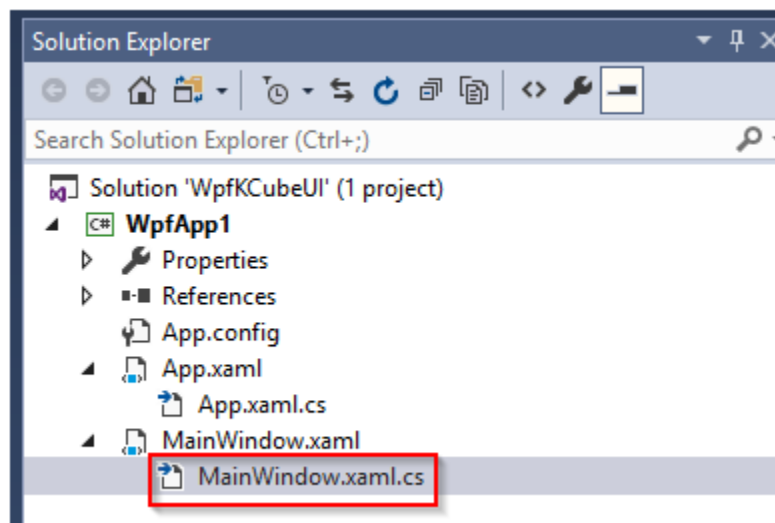 Solution Explorer
Search Solution Explorer (Ctrl+;)
Solution 'WpfKCubeUI' (1 project)
C# WpfApp1
Properties
References
App.config
App.xaml
App.xaml.cs
MainWindow.xaml
MainWindow.xaml.cs